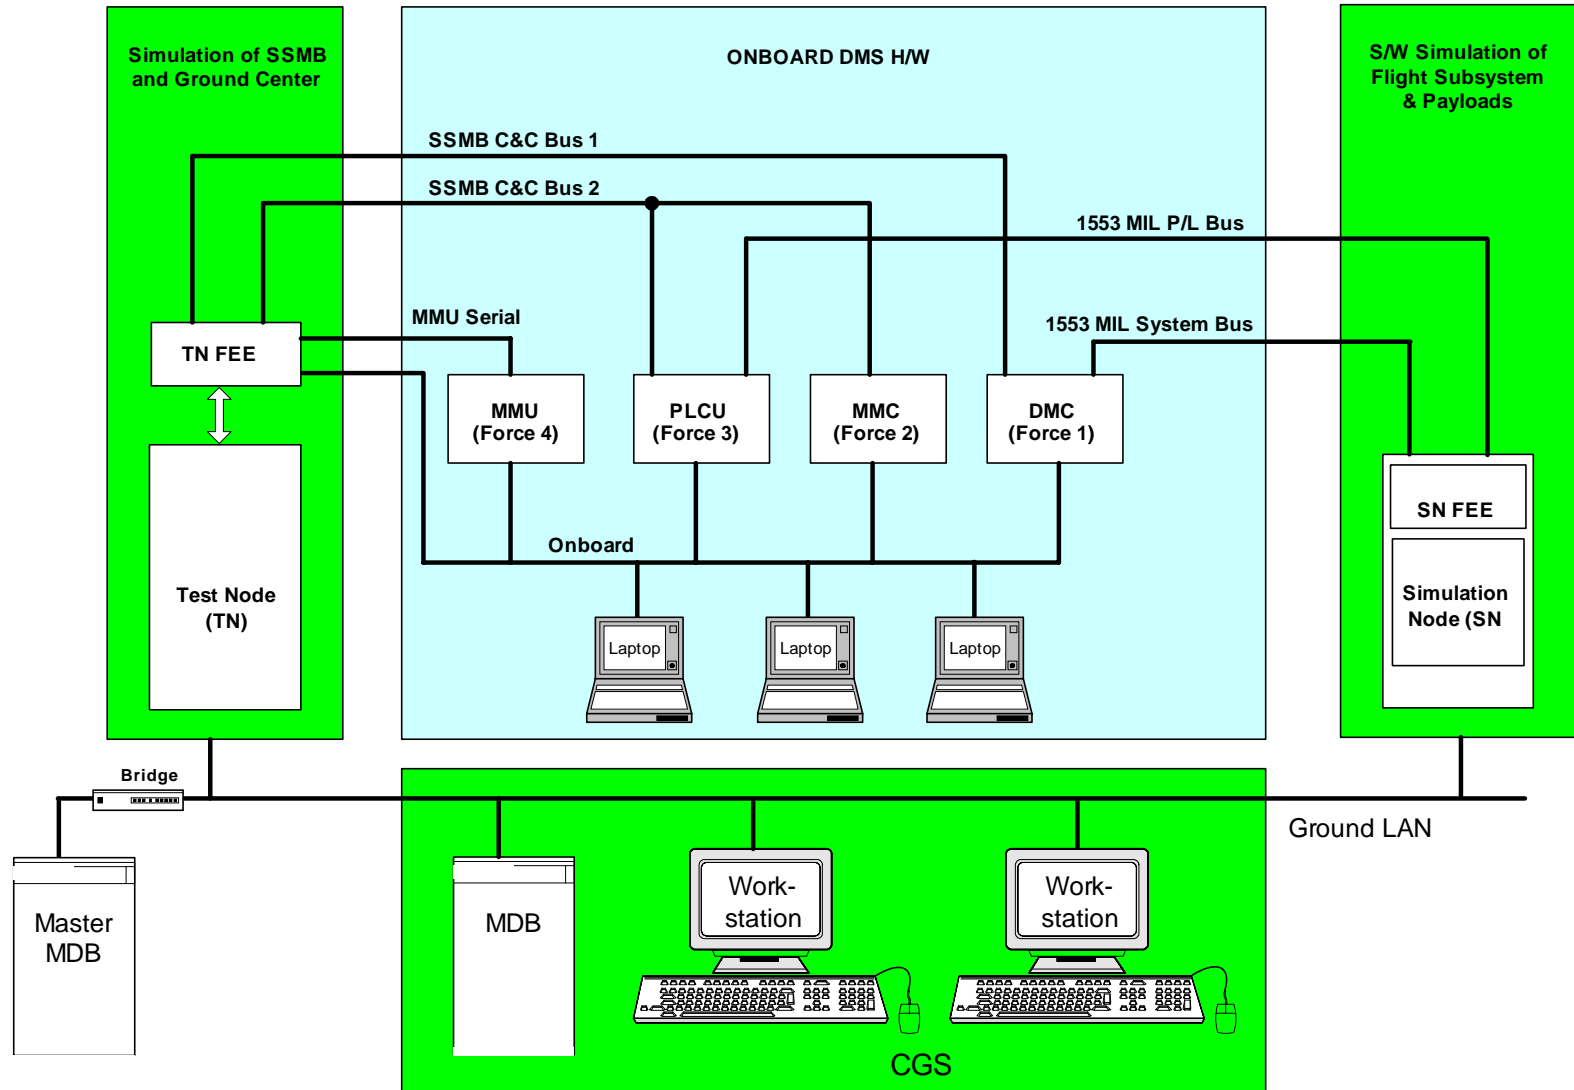 Simulation of SSMB
and Ground Center
ONBOARD DMS H/W
S/W Simulation of
Flight Subsystem
& Payloads
SSMB C&C Bus 1
SSMB C&C Bus 2
1553 MIL P/L Bus
MMU Serial
1553 MIL System Bus
TN FEE
MMU
(Force 4)
PLCU
(Force 3)
MMC
(Force 2)
DMC
(Force 1)
SN FEE
Onboard
Test Node
(TN)
Simulation
Node (SN
Laptop
Laptop
Laptop
Bridge
Ground LAN
Master
MDB
MDB
Work-
station
Work-
station
CGS